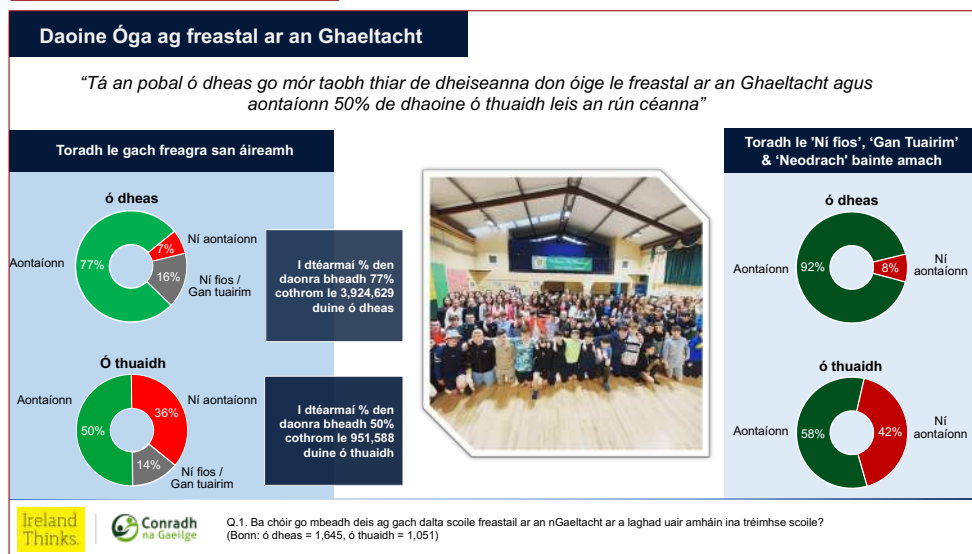 Daoine Óga ag freastal ar an Ghaeltacht
“Tá an pobal ó dheas go mór taobh thiar de dheiseanna don óige le freastal ar an Ghaeltacht agus
aontaíonn 50% de dhaoine ó thuaidh leis an rún céanna”
Toradh le gach freagra san áireamh
ó dheas
Aontaíonn
77%
7%
Ní aontaíonn
16%
Ní fios /
Gan tuairim
I dtéarmaí % den
daonra bheadh 77%
cothrom le 3,924,629
duine ó dheas
Ó thuaidh
Aontaíonn
50%
36%
Ní aontaíonn
14%
Ní fios /
Gan tuairim
I dtéarmaí % den
daonra bheadh 50%
cothrom le 951,588
duine ó thuaidh
Toradh le 'Ní fios’, ‘Gan Tuairim’
& ‘Neodrach' bainte amach
ó dheas
Aontaíonn
92%
8%
Ní
aontaíonn
ó thuaidh
Aontaíonn
58%
42%
Ní
aontaíonn
Ireland
Thinks.
Conradh
na Gaeilge
Q.1. Ba chóir go mbeadh deis ag gach dalta scoile freastail ar an nGaeltacht ar a laghad uair amháin ina tréimhse scoile?
(Bonn: ó dheas = 1,645, ó thuaidh = 1,051)